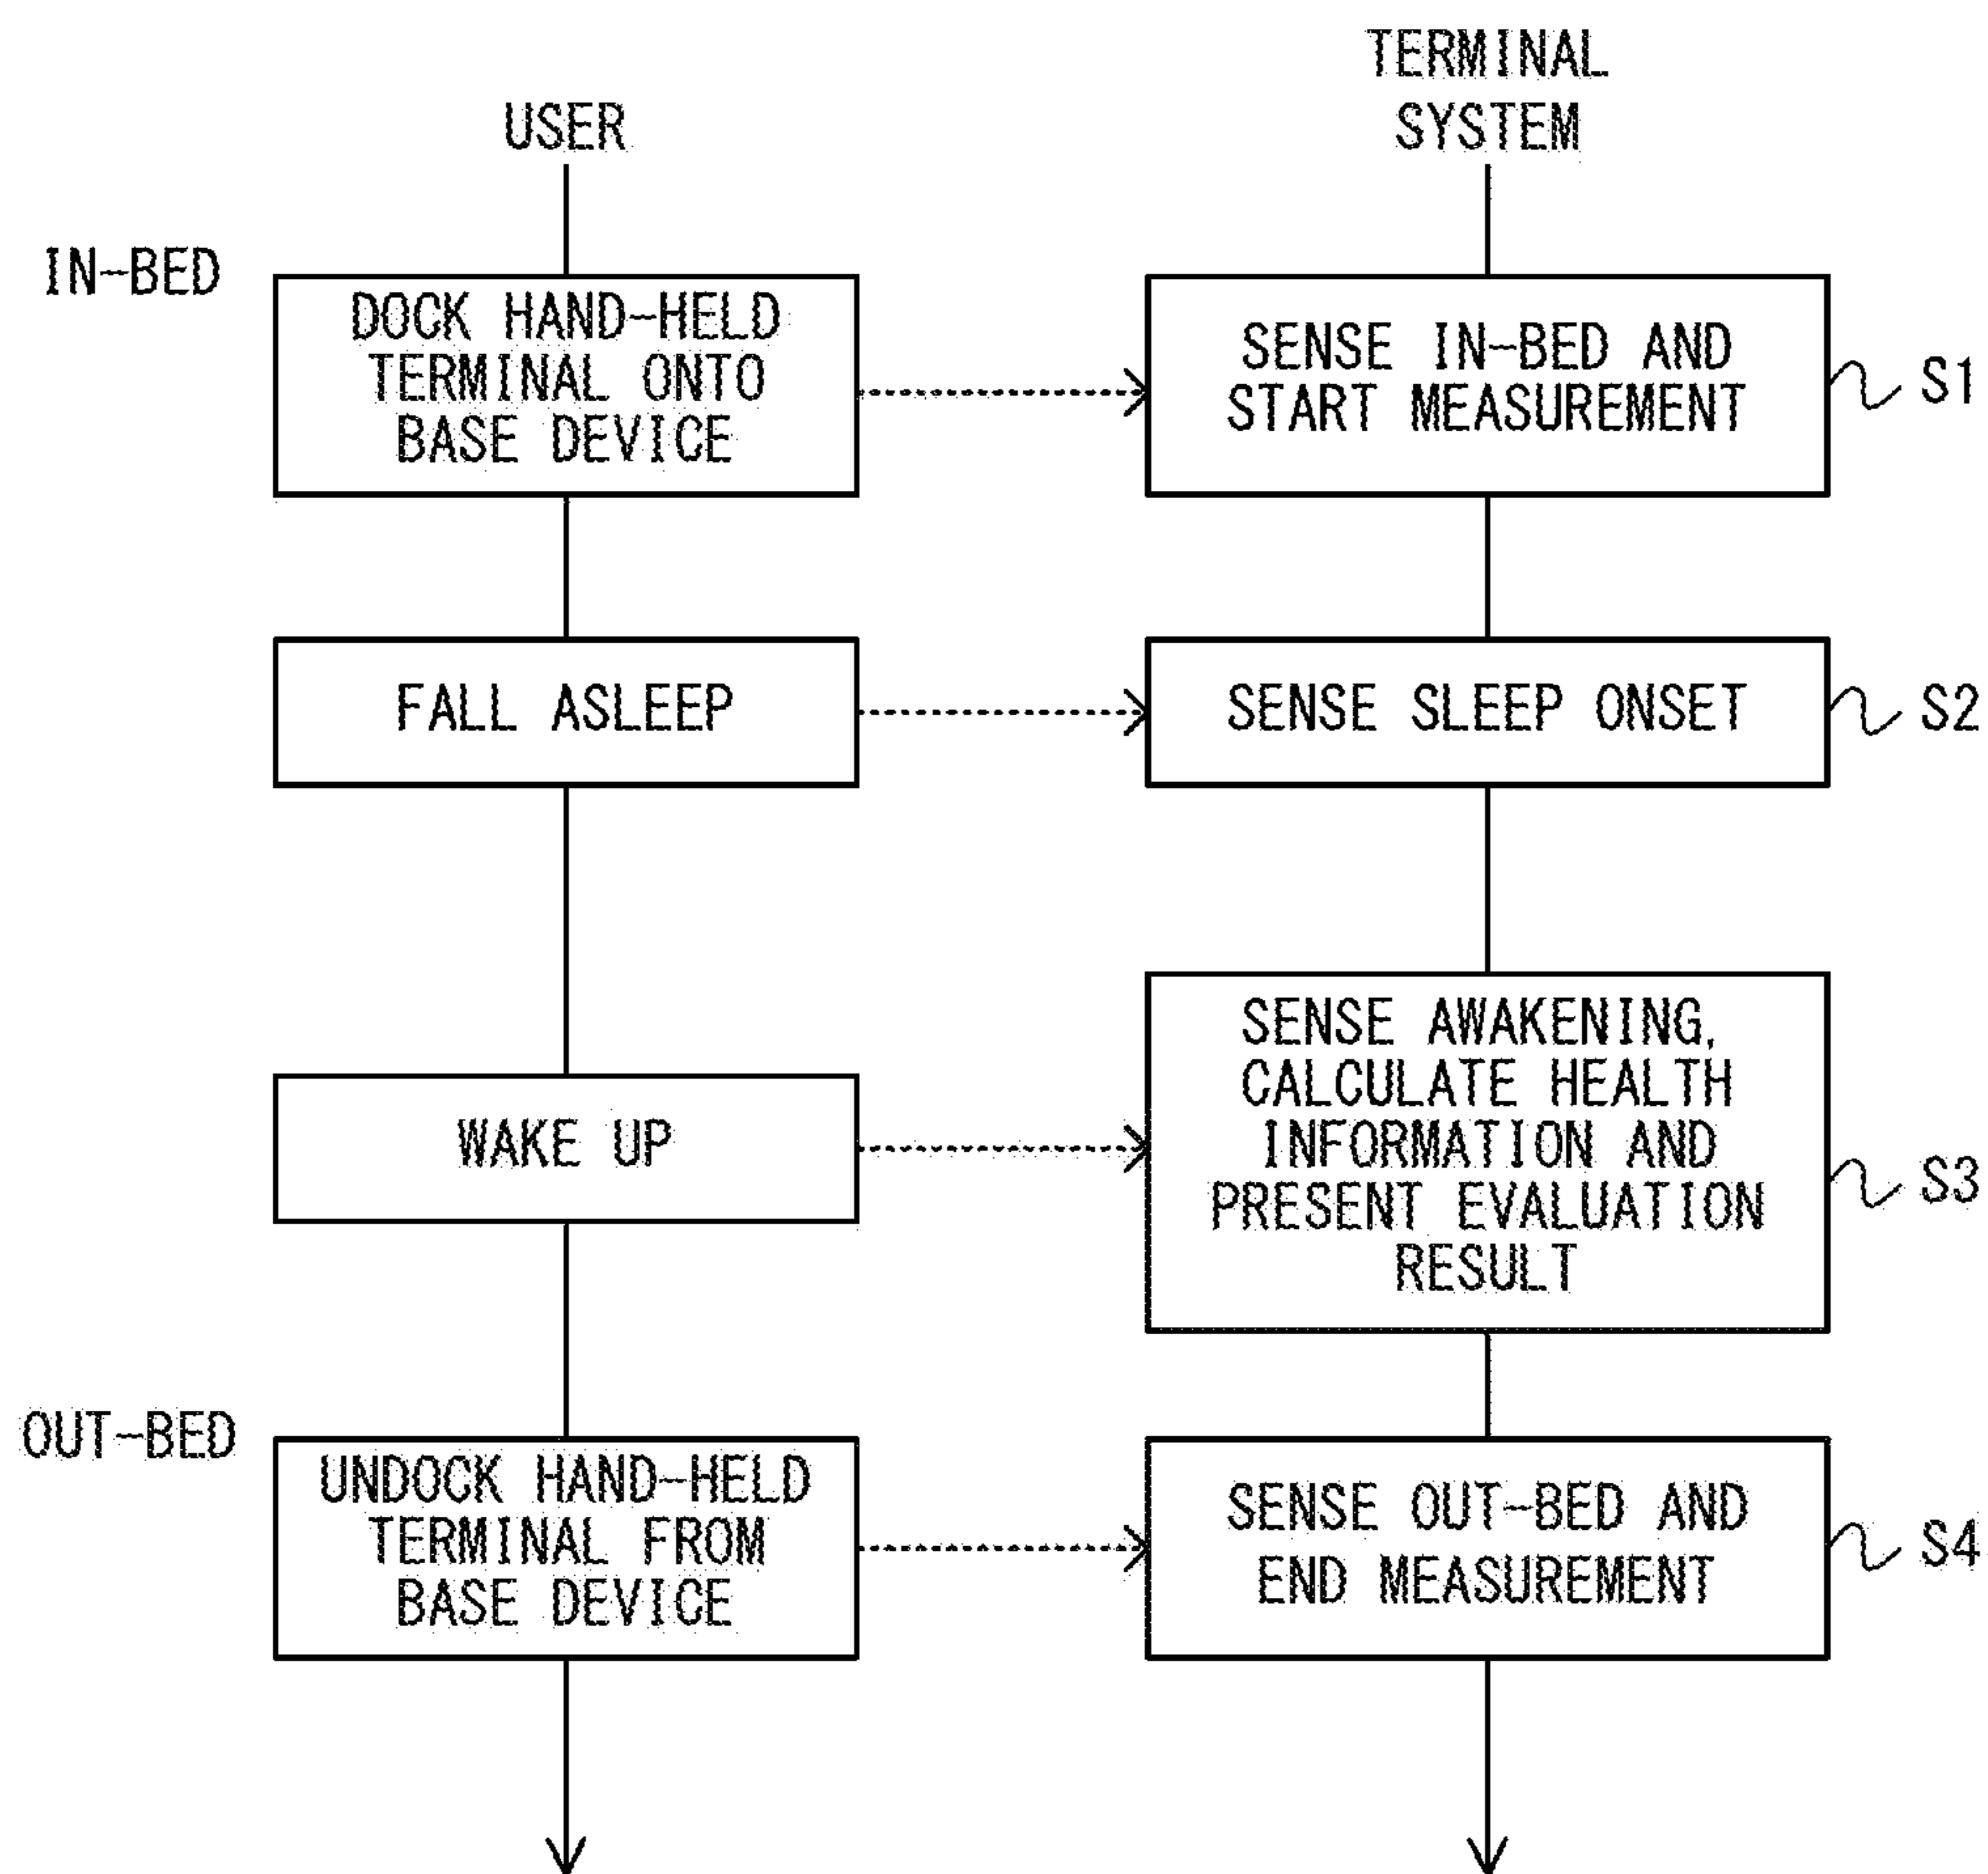 USER
TERMINAL
SYSTEM
IN-BED
DOCK HAND-HELD
TERMINAL ONTO
BASE DEVICE
SENSE IN-BED AND
START MEASUREMENT
S1
FALL ASLEEP
SENSE SLEEP ONSET
S2
WAKE UP
SENSE AWAKENING,
CALCULATE HEALTH
INFORMATION AND
PRESENT EVALUATION
RESULT
S3
OUT-BED
UNDOCK HAND-HELD
TERMINAL FROM
BASE DEVICE
SENSE OUT-BED AND
END MEASUREMENT
S4